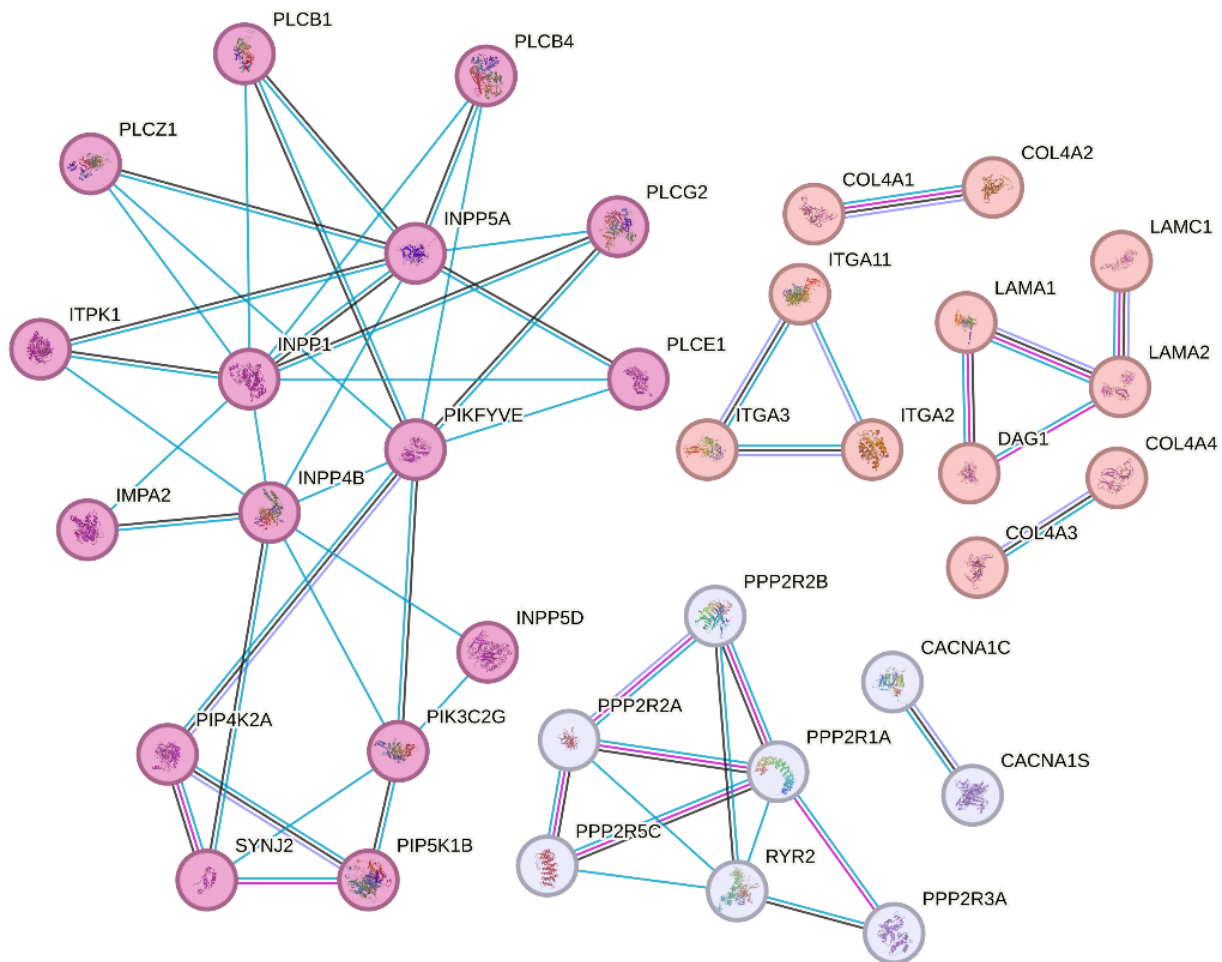 PLCB1
PLCB4
PLCZ1
COL4A2
COL4A1
PLCG2
INPP5A
LAMC1
ITGA11
LAMA1
ITPK1
INPP1
PLCE1
LAMA2
PIKFYVE
ITGA3
ITGA2
DAG1
COL4A4
INPP4B
IMPA2
COL4A3
PPP2R2B
INPP5D
CACNA1C
PPP2R2A
PIP4K2A
PIK3C2G
PPP2R1A
CACNA1S
PPP2R5C
SYNJ2
PIP5K1B
RYR2
PPP2R3A